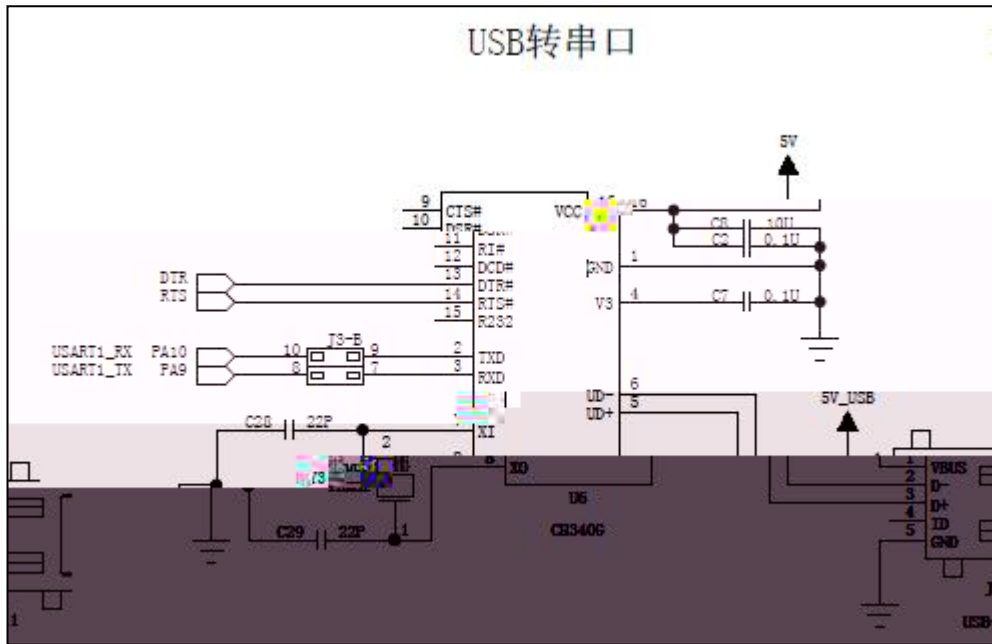 USB转串口
5V
9 CTS# VCC
10
C8 10U
11 C2 0.1U
12 RI#
DCD# GND 1
DTR 13 DTR#
RTS 14 RTS# V3 4 C7 0.1U
15 R232
J3-B
USART1_RX PA10 10 9 2 TXD
USART1_TX PA9 8 7 3 RXD
UD- 6
UD+ 5 5V_USB
C28 22P XI
2
8 XO 1 VBUS
2 D-
U6 3 D+
C29 22P 1 CH340G 4 ID
5 GND
1 USB